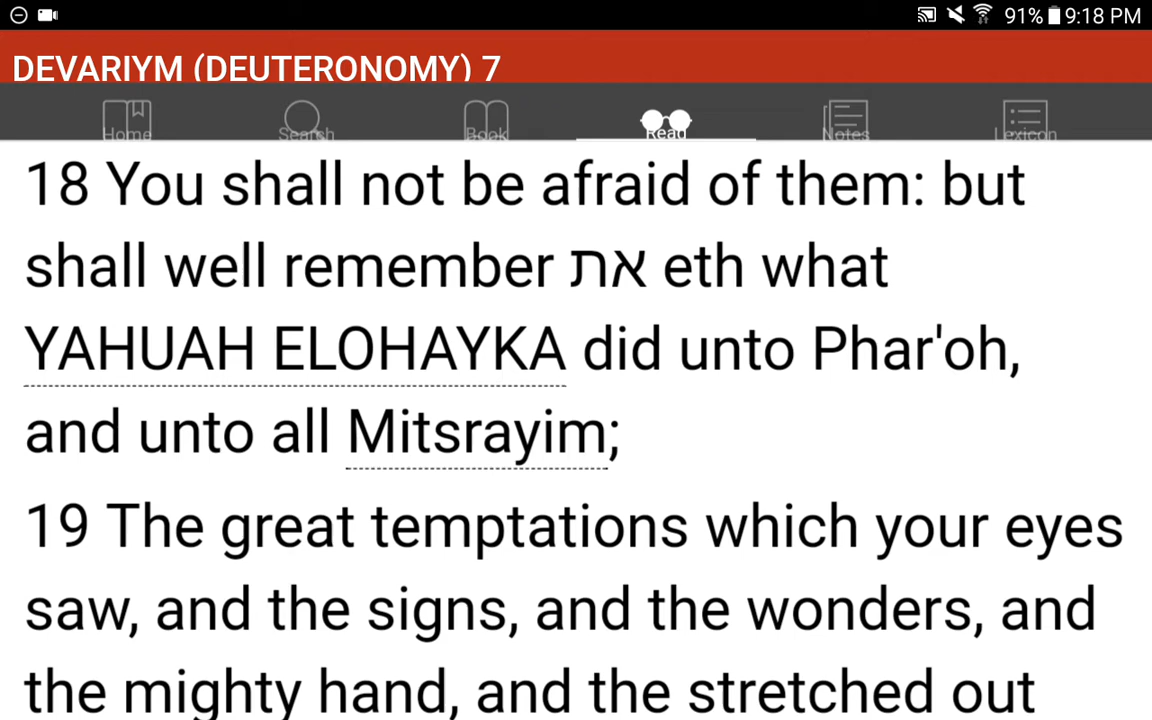 91% 9:18 PM
DEVARIYM (DEUTERONOMY) 7
Home Search Book Read Notes Lexicon
18 You shall not be afraid of them: but
shall well remember את eth what
YAHUAH ELOHAYKA did unto Phar'oh,
and unto all Mitsrayim;
19 The great temptations which your eyes
saw, and the signs, and the wonders, and
the mighty hand, and the stretched out